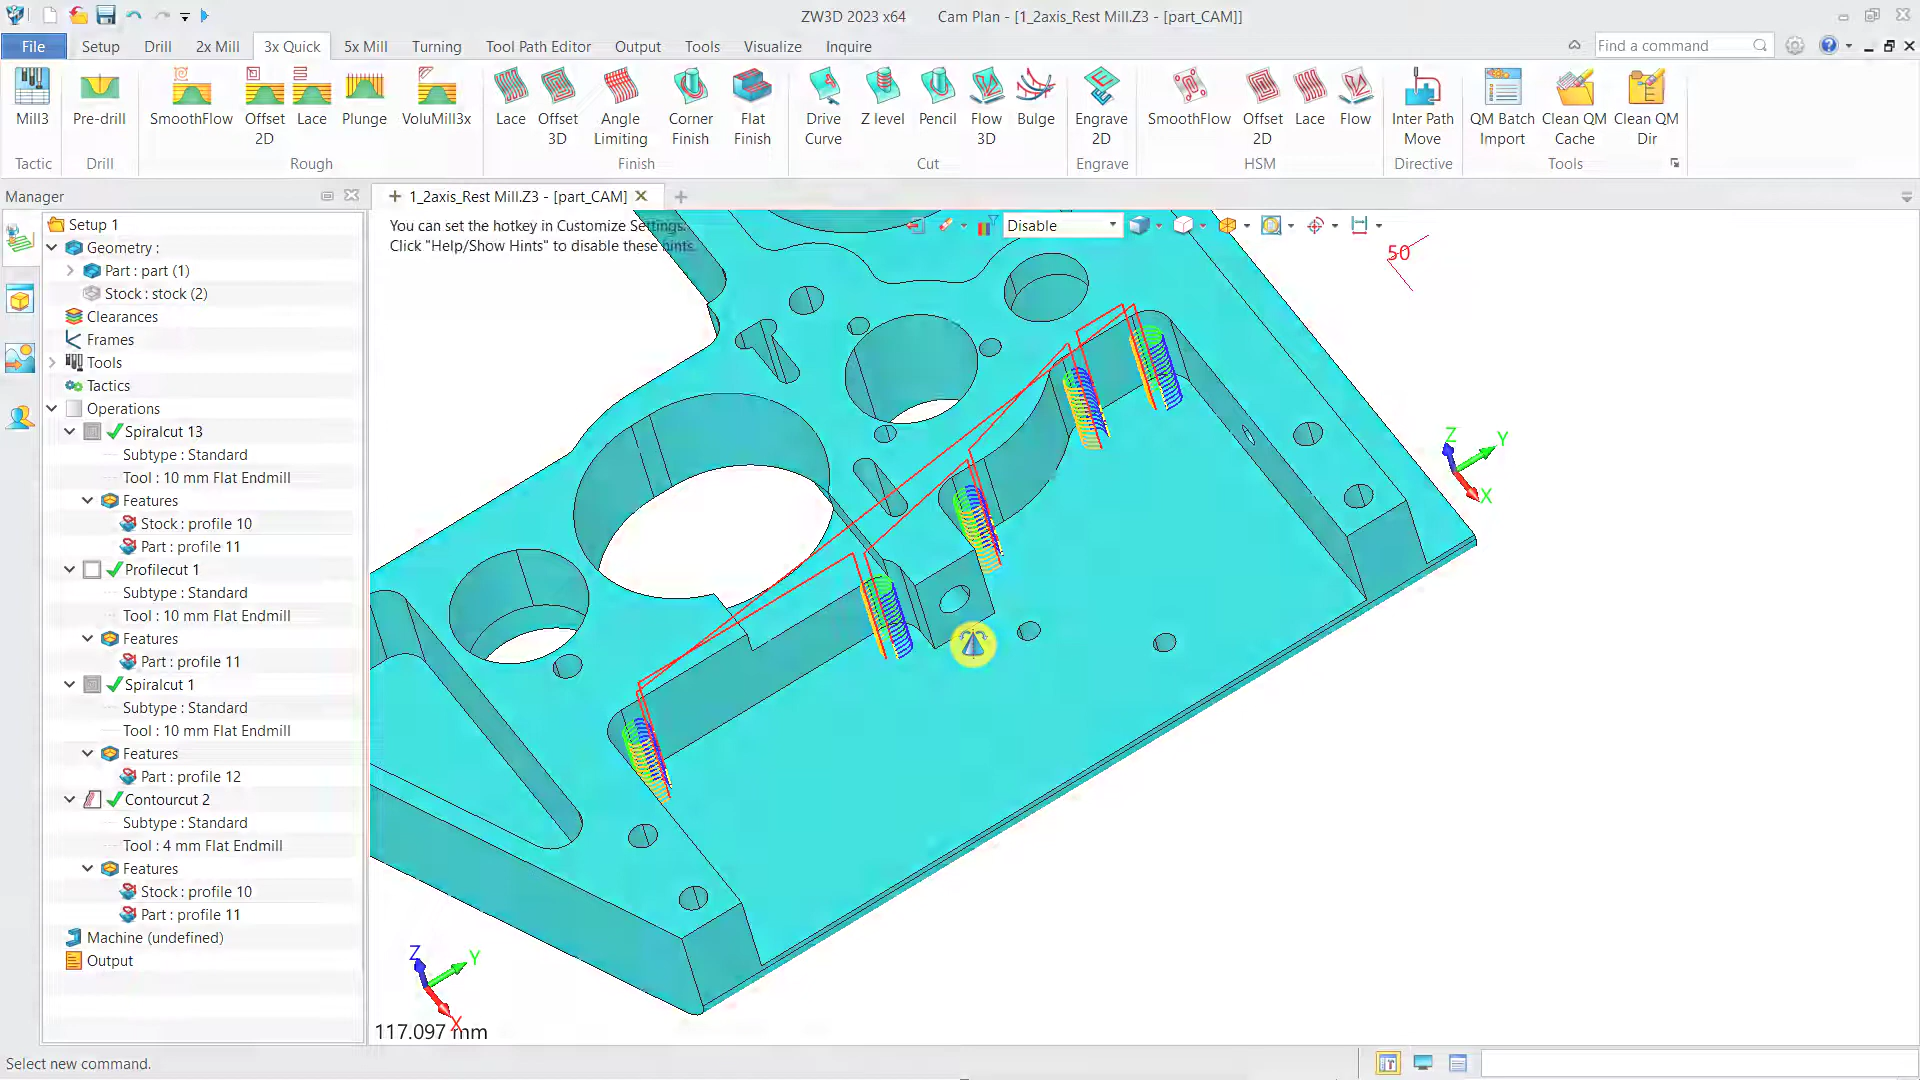 ZW3D 2023 x64 Cam Plan - [1_2axis_Rest Mill.Z3 - [part_CAM]]
File Setup Drill 2x Mill 3x Quick 5x Mill Turning Tool Path Editor Output Tools Visualize Inquire Find a command
Mill3 Pre-drill SmoothFlow Offset 2D Lace Plunge VoluMill3x Lace Offset 3D Angle Limiting Corner Finish Flat Finish Drive Curve Z level Pencil Flow 3D Bulge Engrave 2D SmoothFlow Offset 2D Lace Flow Inter Path Move QM Batch Import Clean QM Cache Clean QM Dir
Tactic Drill Rough Finish Cut Engrave HSM Directive Tools
Manager
1_2axis_Rest Mill.Z3 - [part_CAM]
You can set the hotkey in Customize Settings.
Click "Help/Show Hints" to disable these hints.
Disable
50
Setup 1
Geometry :
Part : part (1)
Stock : stock (2)
Clearances
Frames
Tools
Tactics
Operations
Spiralcut 13
Subtype : Standard
Tool : 10 mm Flat Endmill
Features
Stock : profile 10
Part : profile 11
Profilecut 1
Subtype : Standard
Tool : 10 mm Flat Endmill
Features
Part : profile 11
Spiralcut 1
Subtype : Standard
Tool : 10 mm Flat Endmill
Features
Part : profile 12
Contourcut 2
Subtype : Standard
Tool : 4 mm Flat Endmill
Features
Stock : profile 10
Part : profile 11
Machine (undefined)
Output
Z Y X
Z Y X
117.097 mm
Select new command.